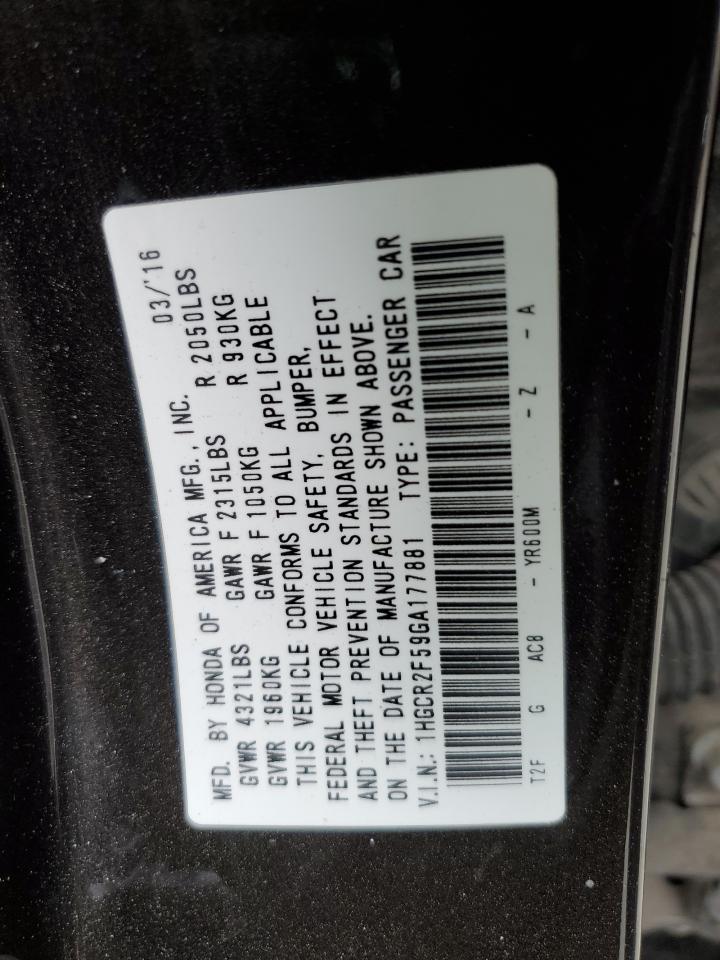 MFD. BY HONDA OF AMERICA MFG., INC. 03/'16
GVWR 4321LBS GAWR F 2315LBS R 2050LBS
GVWR 1960KG GAWR F 1050KG R 930KG
THIS VEHICLE CONFORMS TO ALL APPLICABLE
FEDERAL MOTOR VEHICLE SAFETY, BUMPER,
AND THEFT PREVENTION STANDARDS IN EFFECT
ON THE DATE OF MANUFACTURE SHOWN ABOVE.
V.I.N.: 1HGCR2F59GA177881 TYPE: PASSENGER CAR
T2F G AC8 - YR600M - Z - A